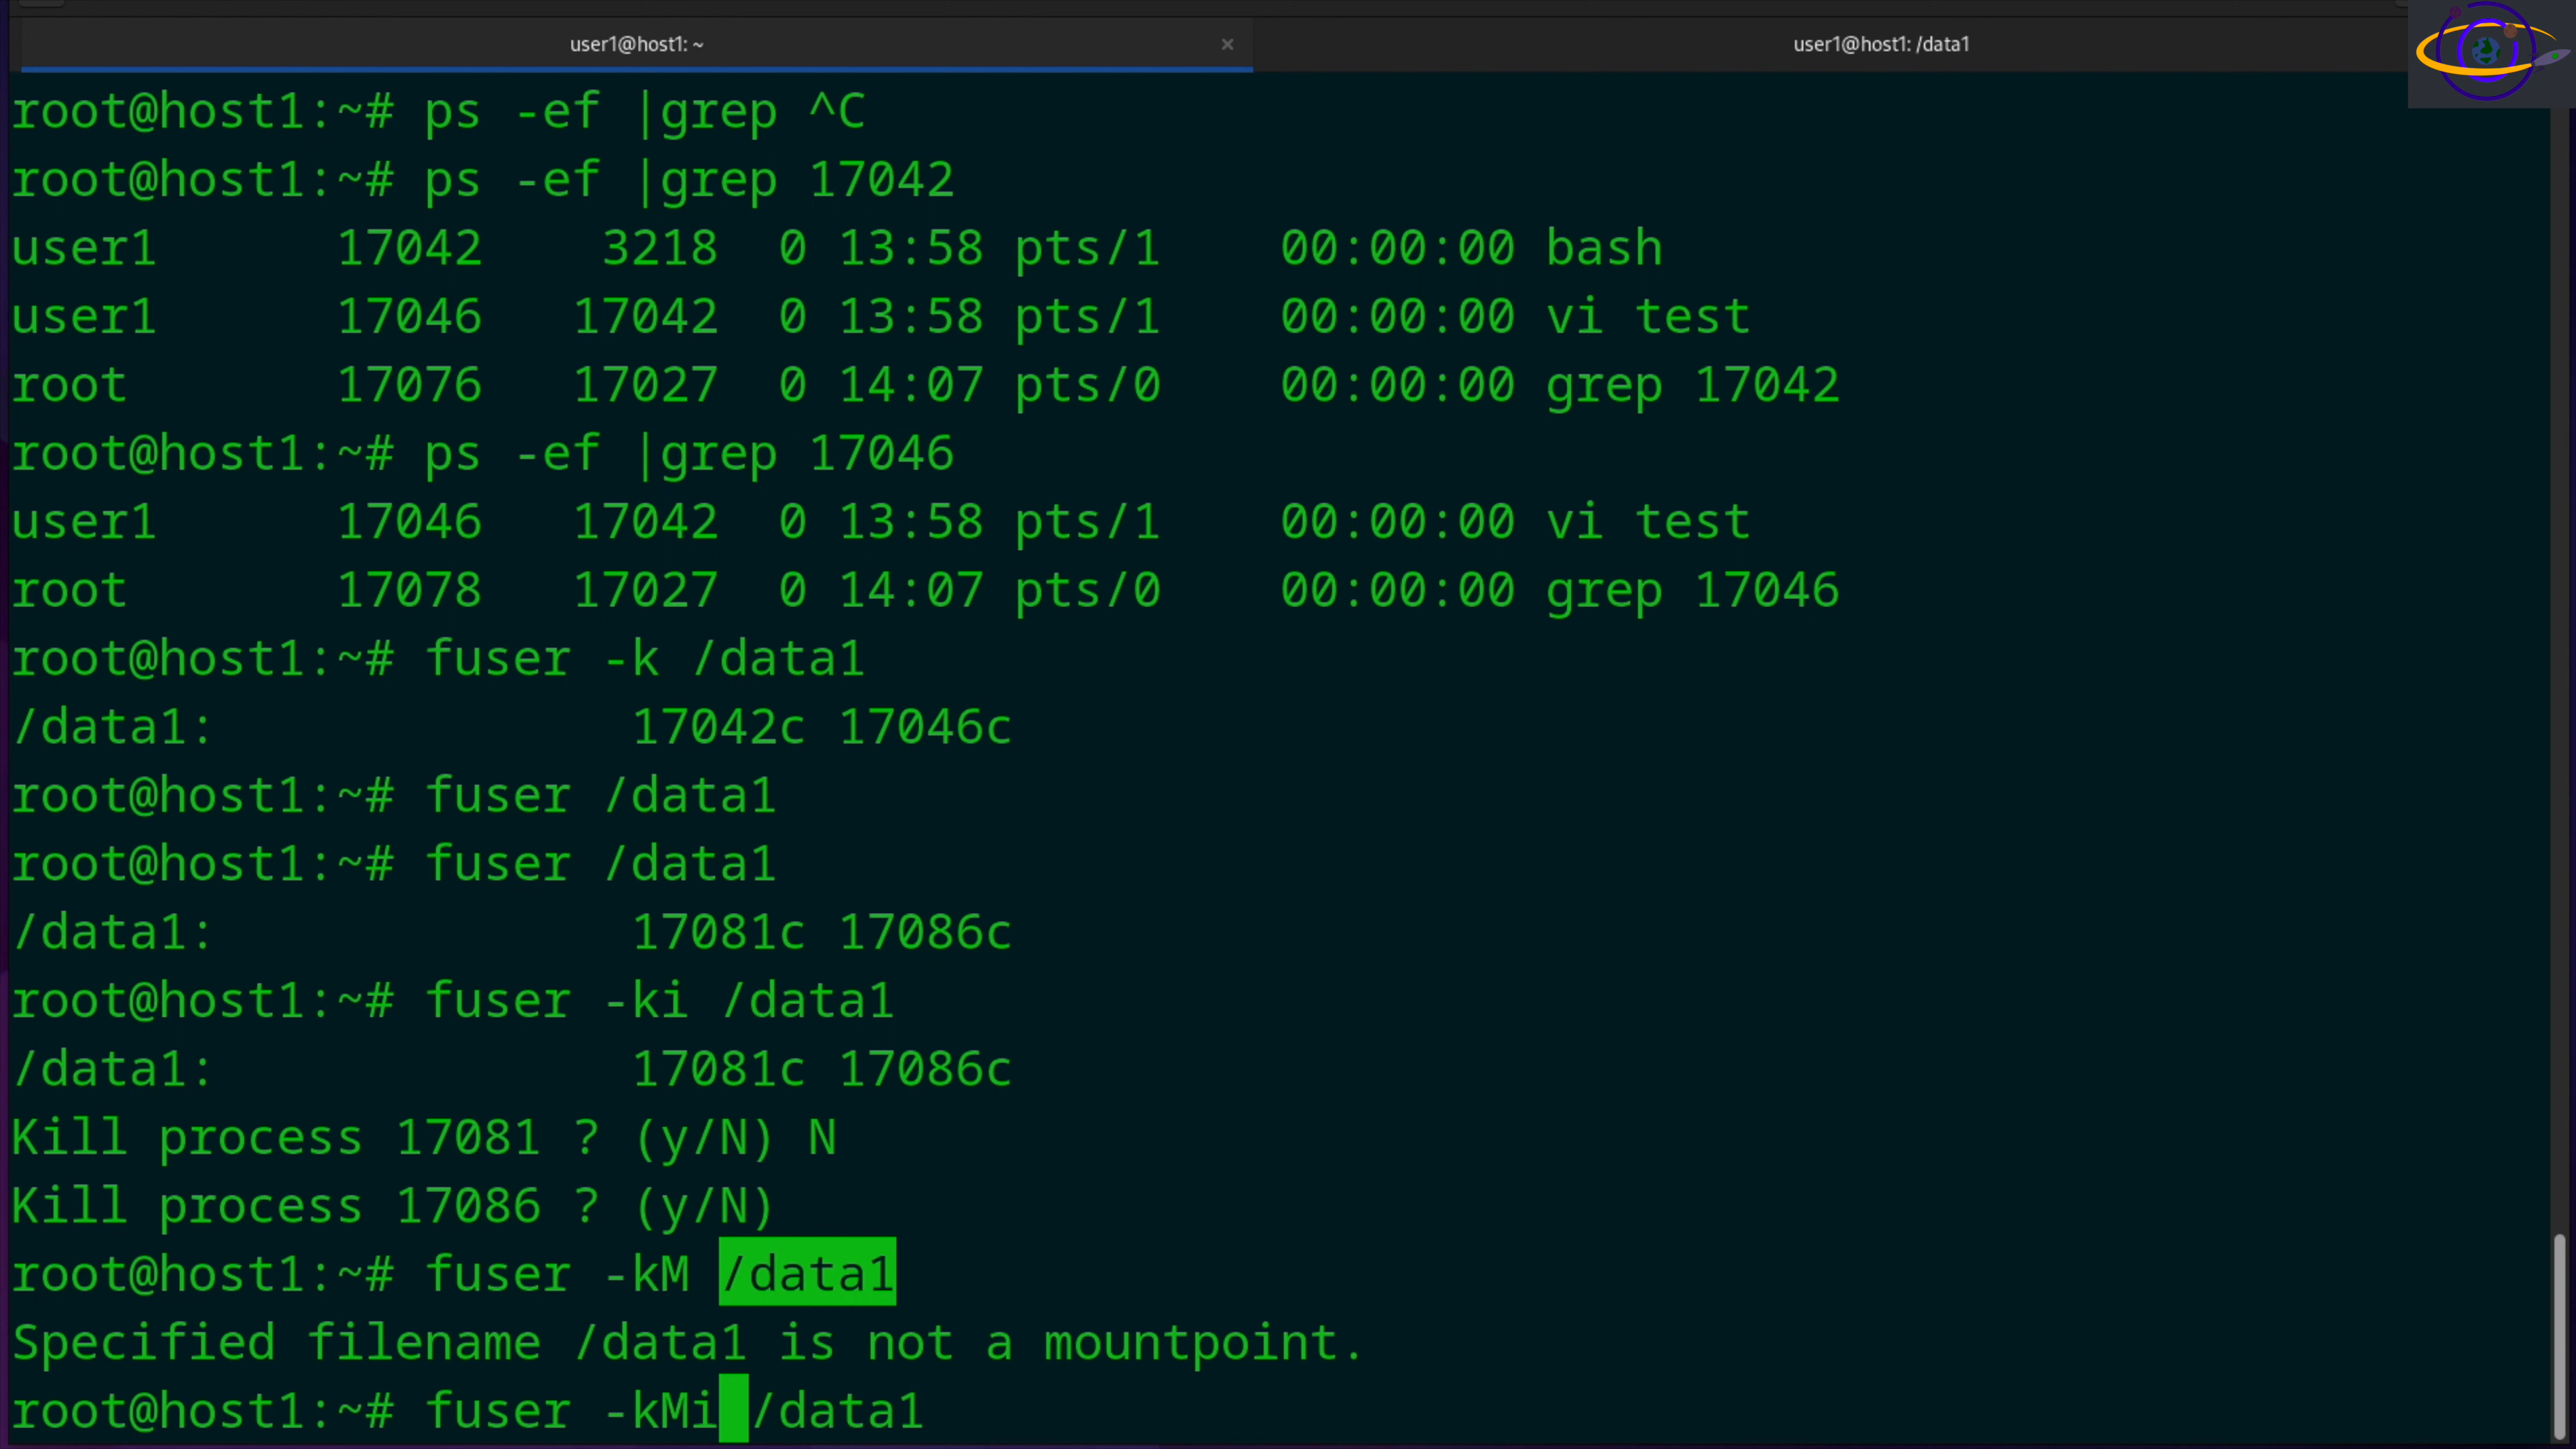 user1@host1: ~ × user1@host1: /data1
root@host1:~# ps -ef |grep ^C
root@host1:~# ps -ef |grep 17042
user1 17042 3218 0 13:58 pts/1 00:00:00 bash
user1 17046 17042 0 13:58 pts/1 00:00:00 vi test
root 17076 17027 0 14:07 pts/0 00:00:00 grep 17042
root@host1:~# ps -ef |grep 17046
user1 17046 17042 0 13:58 pts/1 00:00:00 vi test
root 17078 17027 0 14:07 pts/0 00:00:00 grep 17046
root@host1:~# fuser -k /data1
/data1: 17042c 17046c
root@host1:~# fuser /data1
root@host1:~# fuser /data1
/data1: 17081c 17086c
root@host1:~# fuser -ki /data1
/data1: 17081c 17086c
Kill process 17081 ? (y/N) N
Kill process 17086 ? (y/N)
root@host1:~# fuser -kM /data1
Specified filename /data1 is not a mountpoint.
root@host1:~# fuser -kMi /data1